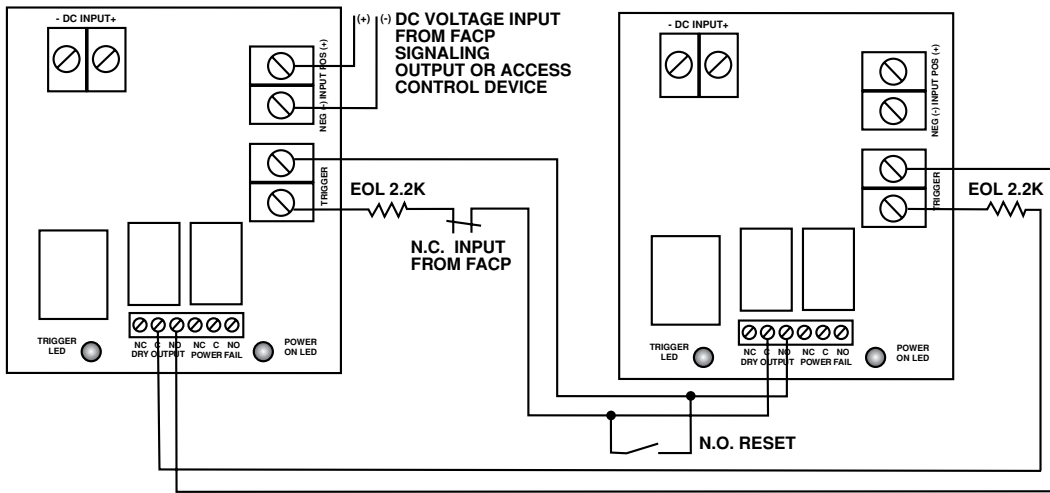 - DC INPUT+
NEG (-) INPUT POS (+)
TRIGGER
(+) (-) DC VOLTAGE INPUT
FROM FACP
SIGNALING
OUTPUT OR ACCESS
CONTROL DEVICE
EOL 2.2K
N.C. INPUT
FROM FACP
TRIGGER
LED
NC C NO NC C NO
DRY OUTPUT POWER FAIL
POWER
ON LED
- DC INPUT+
NEG (-) INPUT POS (+)
TRIGGER
EOL 2.2K
TRIGGER
LED
NC C NO NC C NO
DRY OUTPUT POWER FAIL
POWER
ON LED
N.O. RESET